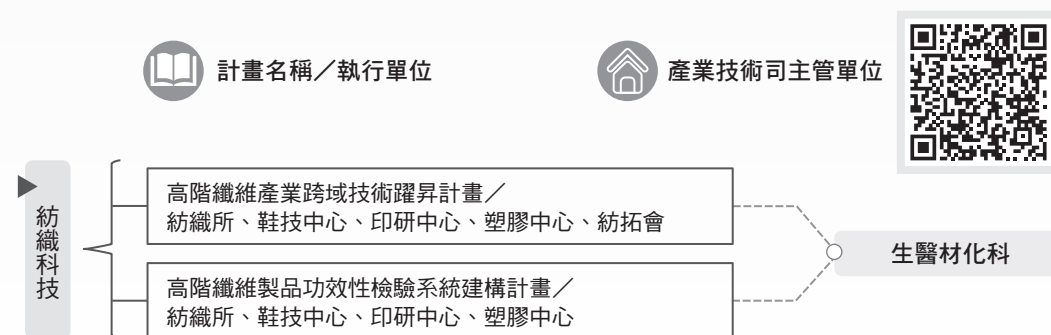 計畫名稱／執行單位
產業技術司主管單位
紡織科技
高階纖維產業跨域技術躍昇計畫／
紡織所、鞋技中心、印研中心、塑膠中心、紡拓會
高階纖維製品功效性檢驗系統建構計畫／
紡織所、鞋技中心、印研中心、塑膠中心
生醫材化科